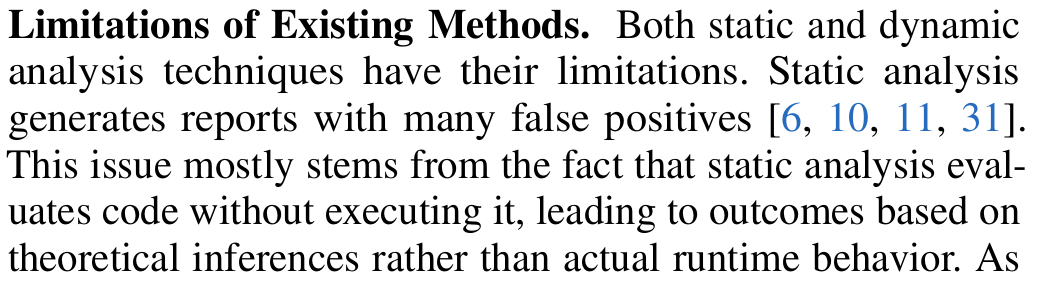 Limitations of Existing Methods. Both static and dynamic
analysis techniques have their limitations. Static analysis
generates reports with many false positives [6, 10, 11, 31].
This issue mostly stems from the fact that static analysis eval-
uates code without executing it, leading to outcomes based on
theoretical inferences rather than actual runtime behavior. As